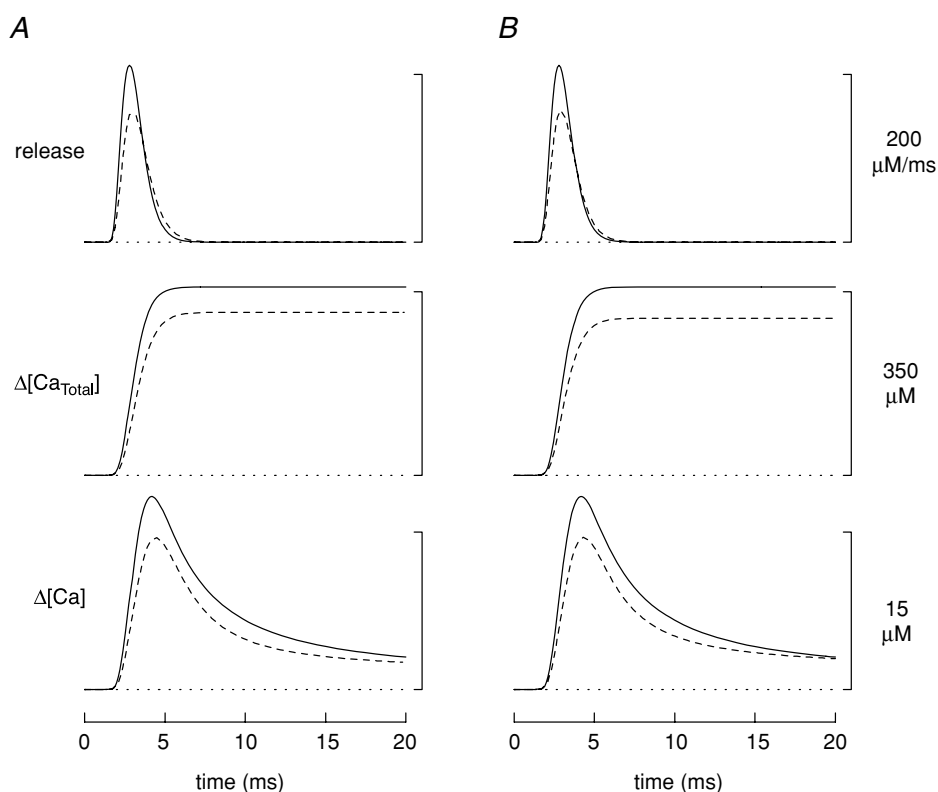 A
B
release
200
μM/ms
Δ[CaTotal]
350
μM
Δ[Ca]
15
μM
0 5 10 15 20
0 5 10 15 20
time (ms)
time (ms)